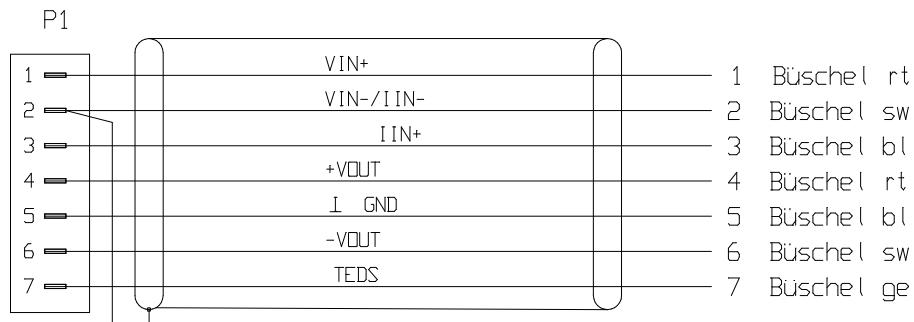 P1
1 VIN+ 1 Büschel rt
2 VIN-/IIN- 2 Büschel sw
3 IIN+ 3 Büschel bl
4 +VOUT 4 Büschel rt
5 ⊥ GND 5 Büschel bl
6 -VOUT 6 Büschel sw
7 TEDS 7 Büschel ge